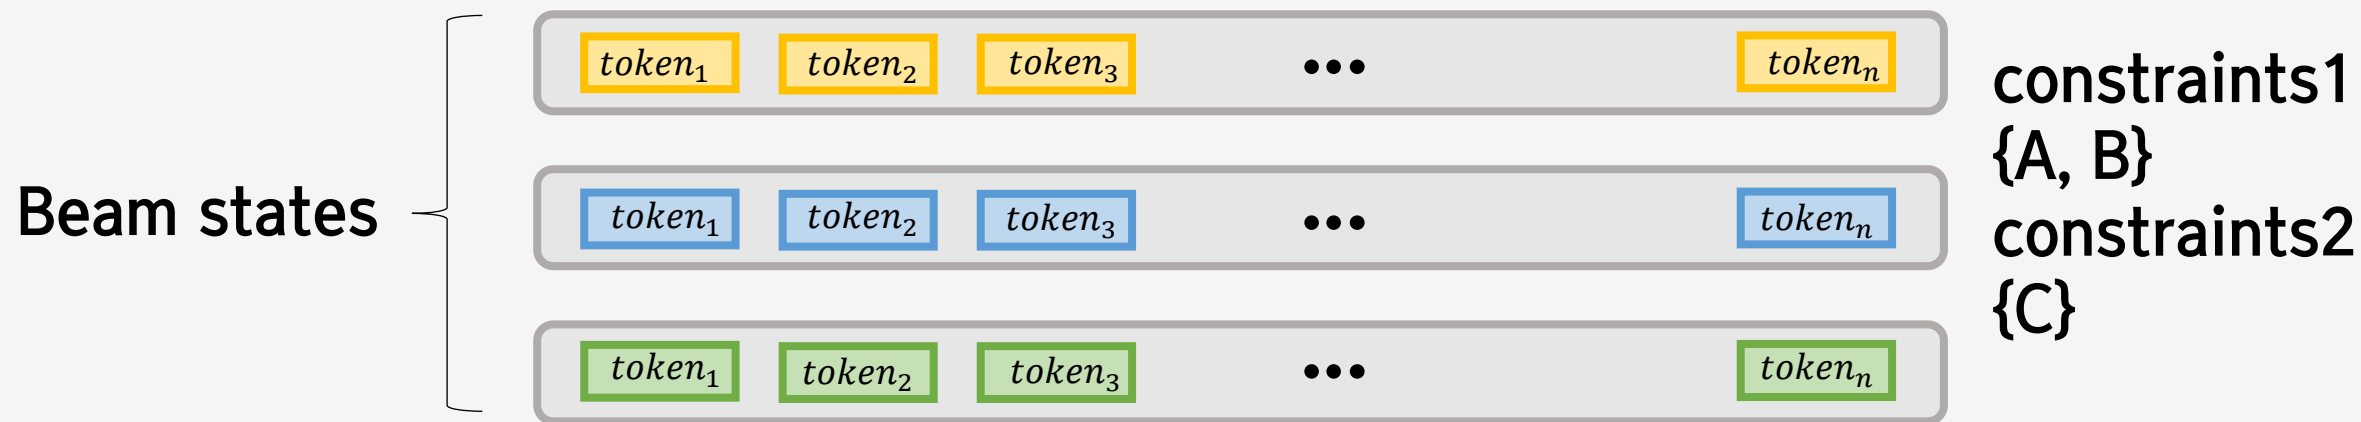 Beam states
token₁ token₂ token₃ ••• tokenₙ
token₁ token₂ token₃ ••• tokenₙ
token₁ token₂ token₃ ••• tokenₙ
constraints1
{A, B}
constraints2
{C}